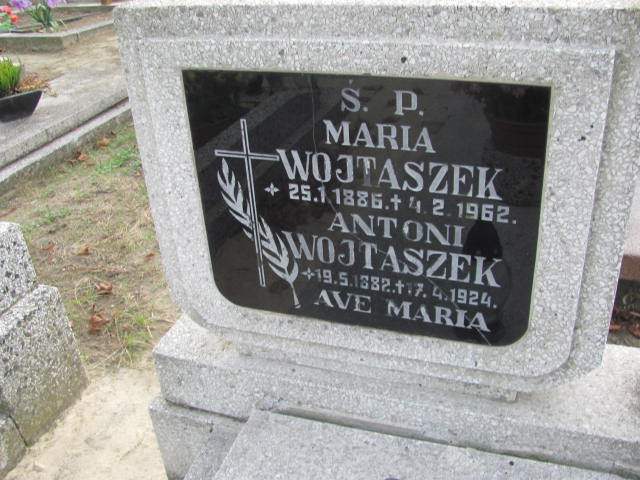 Ś. P.
MARIA
WOJTASZEK
*25.1.1886.†4.2.1962.
ANTONI
WOJTASZEK
*19.5.1882.†17.4.1924.
AVE MARIA